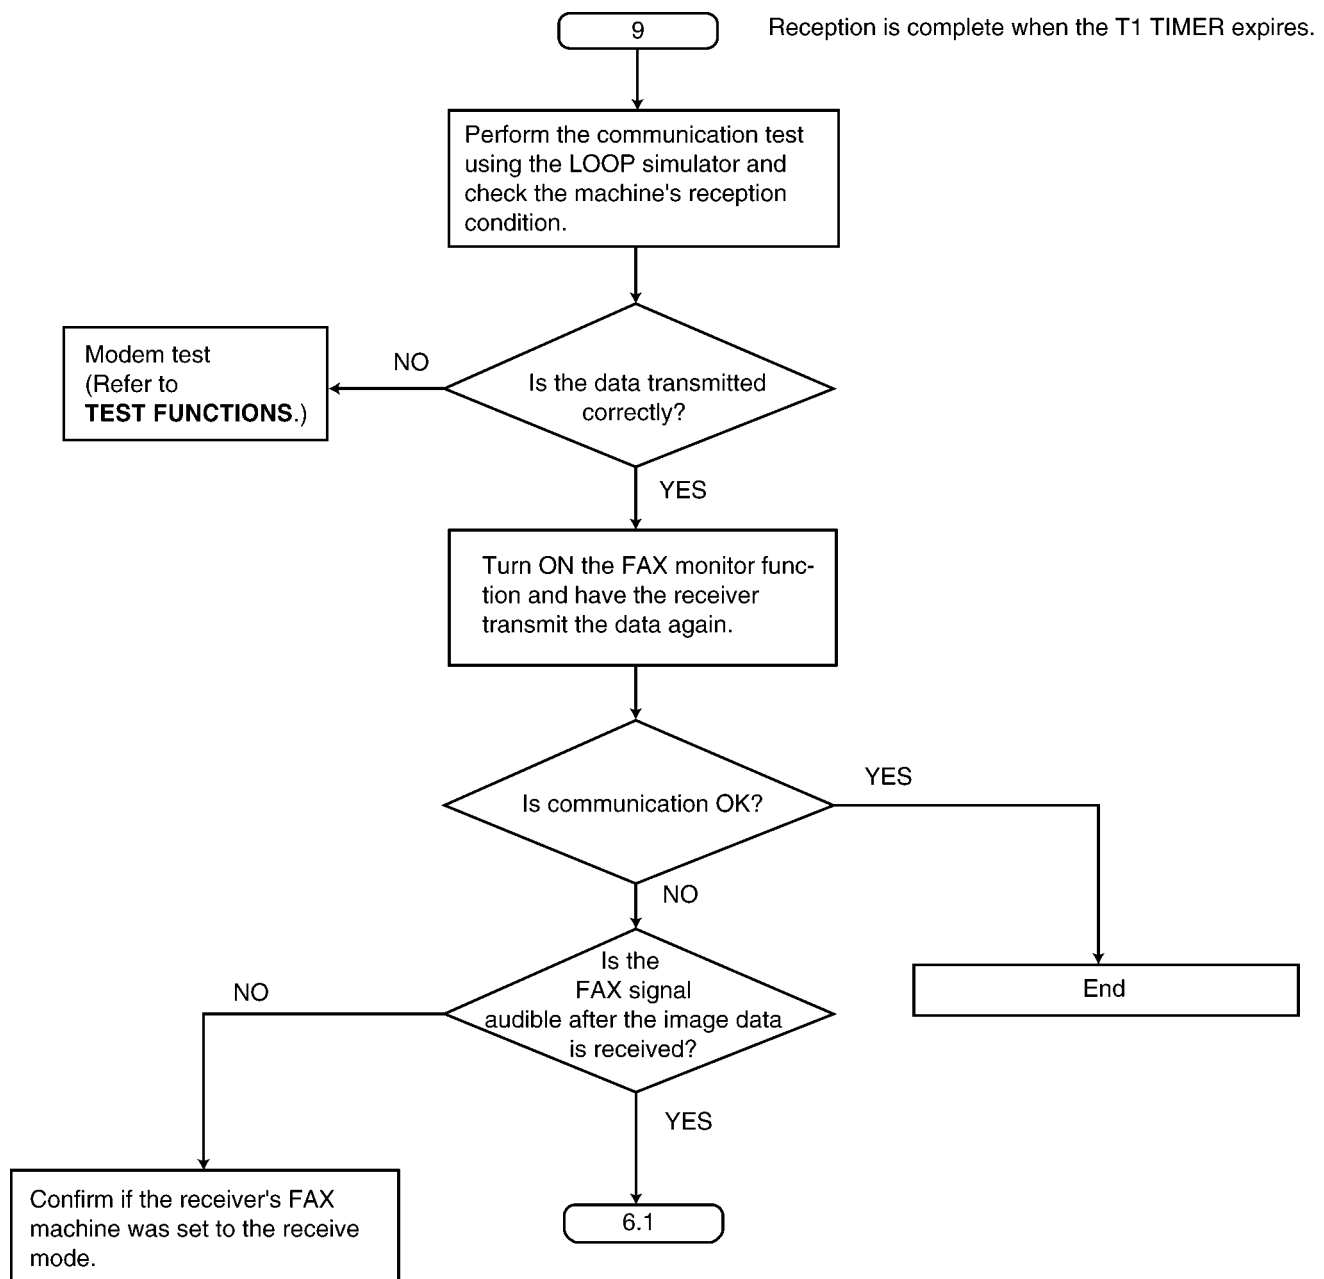 9
Reception is complete when the T1 TIMER expires.
Perform the communication test
using the LOOP simulator and
check the machine's reception
condition.
Modem test
(Refer to
TEST FUNCTIONS.)
NO
Is the data transmitted
correctly?
YES
Turn ON the FAX monitor func-
tion and have the receiver
transmit the data again.
Is communication OK?
YES
NO
End
Is the
FAX signal
audible after the image data
is received?
NO
YES
Confirm if the receiver's FAX
machine was set to the receive
mode.
6.1